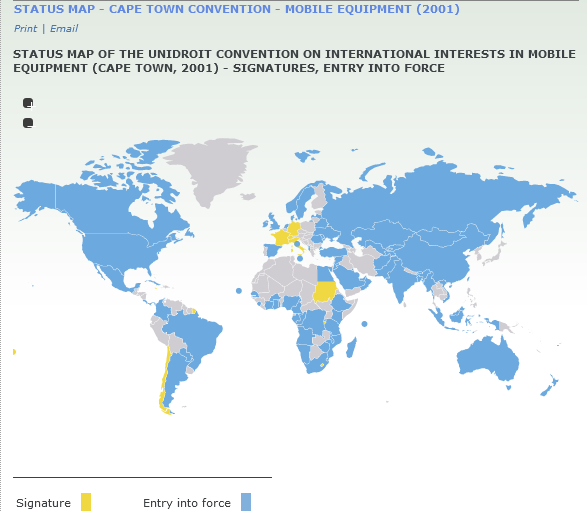 STATUS MAP - CAPE TOWN CONVENTION - MOBILE EQUIPMENT (2001)
Print | Email
STATUS MAP OF THE UNIDROIT CONVENTION ON INTERNATIONAL INTERESTS IN MOBILE
EQUIPMENT (CAPE TOWN, 2001) - SIGNATURES, ENTRY INTO FORCE
Signature
Entry into force